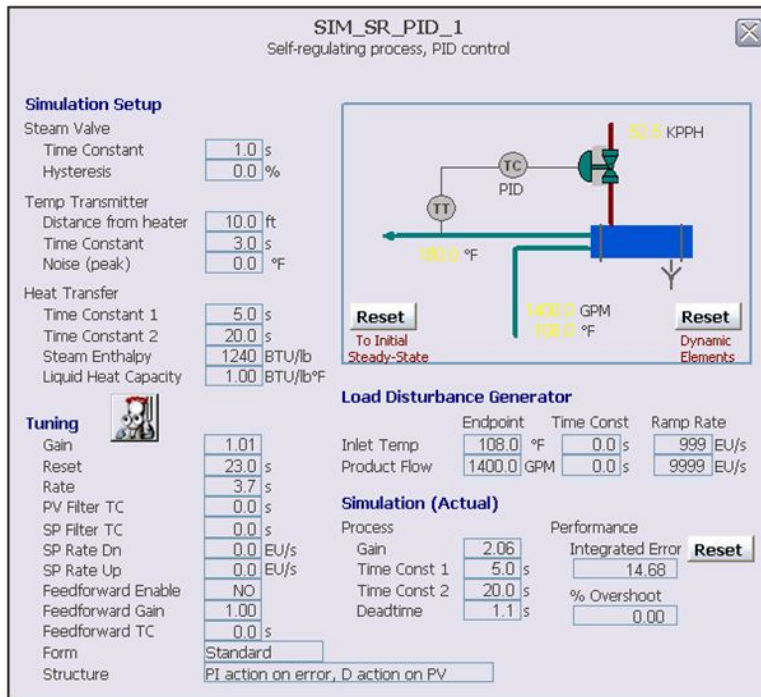 SIM_SR_PID_1
Self-regulating process, PID control
Simulation Setup
Steam Valve
Time Constant 1.0 s
Hysteresis 0.0 %
Temp Transmitter
Distance from heater 10.0 ft
Time Constant 3.0 s
Noise (peak) 0.0 °F
Heat Transfer
Time Constant 1 5.0 s
Time Constant 2 20.0 s
Steam Enthalpy 1240 BTU/lb
Liquid Heat Capacity 1.00 BTU/lb°F
KPPH
TC
PID
TT
°F
1400.0 GPM
108.0 °F
Reset
To Initial
Steady-State
Reset
Dynamic
Elements
Tuning
Gain 1.01
Reset 23.0 s
Rate 3.7 s
PV Filter TC 0.0 s
SP Filter TC 0.0 s
SP Rate Dn 0.0 EU/s
SP Rate Up 0.0 EU/s
Feedforward Enable NO
Feedforward Gain 1.00
Feedforward TC 0.0 s
Form Standard
Structure PI action on error, D action on PV
Load Disturbance Generator
Endpoint Time Const Ramp Rate
Inlet Temp 108.0 °F 0.0 s 999 EU/s
Product Flow 1400.0 GPM 0.0 s 9999 EU/s
Simulation (Actual)
Process
Gain 2.06
Time Const 1 5.0 s
Time Const 2 20.0 s
Deadtime 1.1 s
Performance
Integrated Error Reset
14.68
% Overshoot
0.00